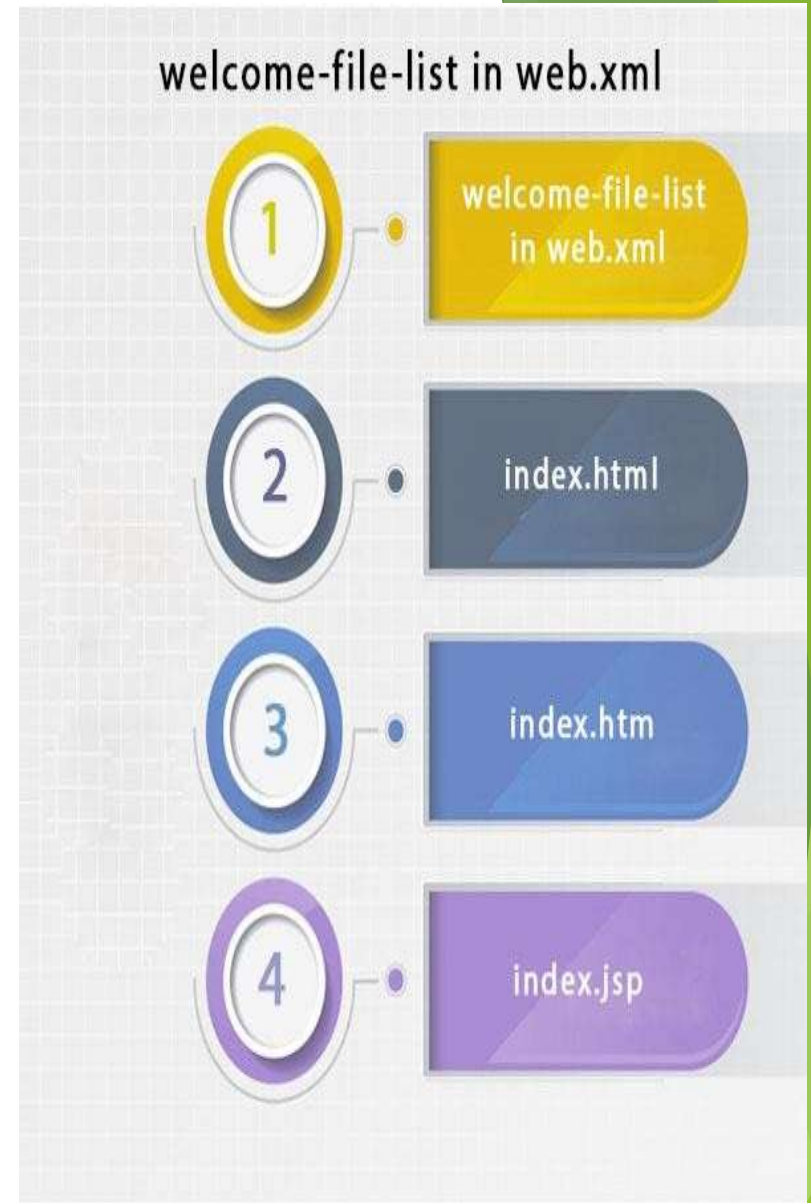 welcome-file-list in web.xml
1
welcome-file-list
in web.xml
2
index.html
3
index.htm
4
index.jsp